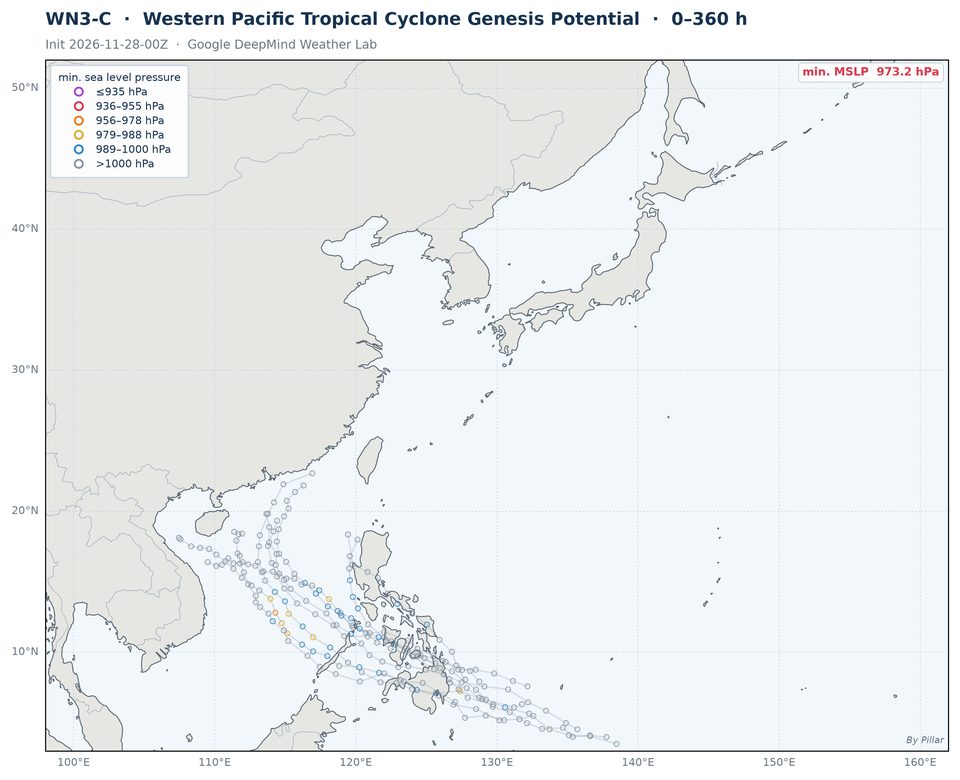 WN3-C · Western Pacific Tropical Cyclone Genesis Potential · 0–360 h
Init 2026-11-28-00Z · Google DeepMind Weather Lab
min. sea level pressure
≤935 hPa
936–955 hPa
956–978 hPa
979–988 hPa
989–1000 hPa
>1000 hPa
min. MSLP 973.2 hPa
50°N
40°N
30°N
20°N
10°N
By Pillar
100°E 110°E 120°E 130°E 140°E 150°E 160°E